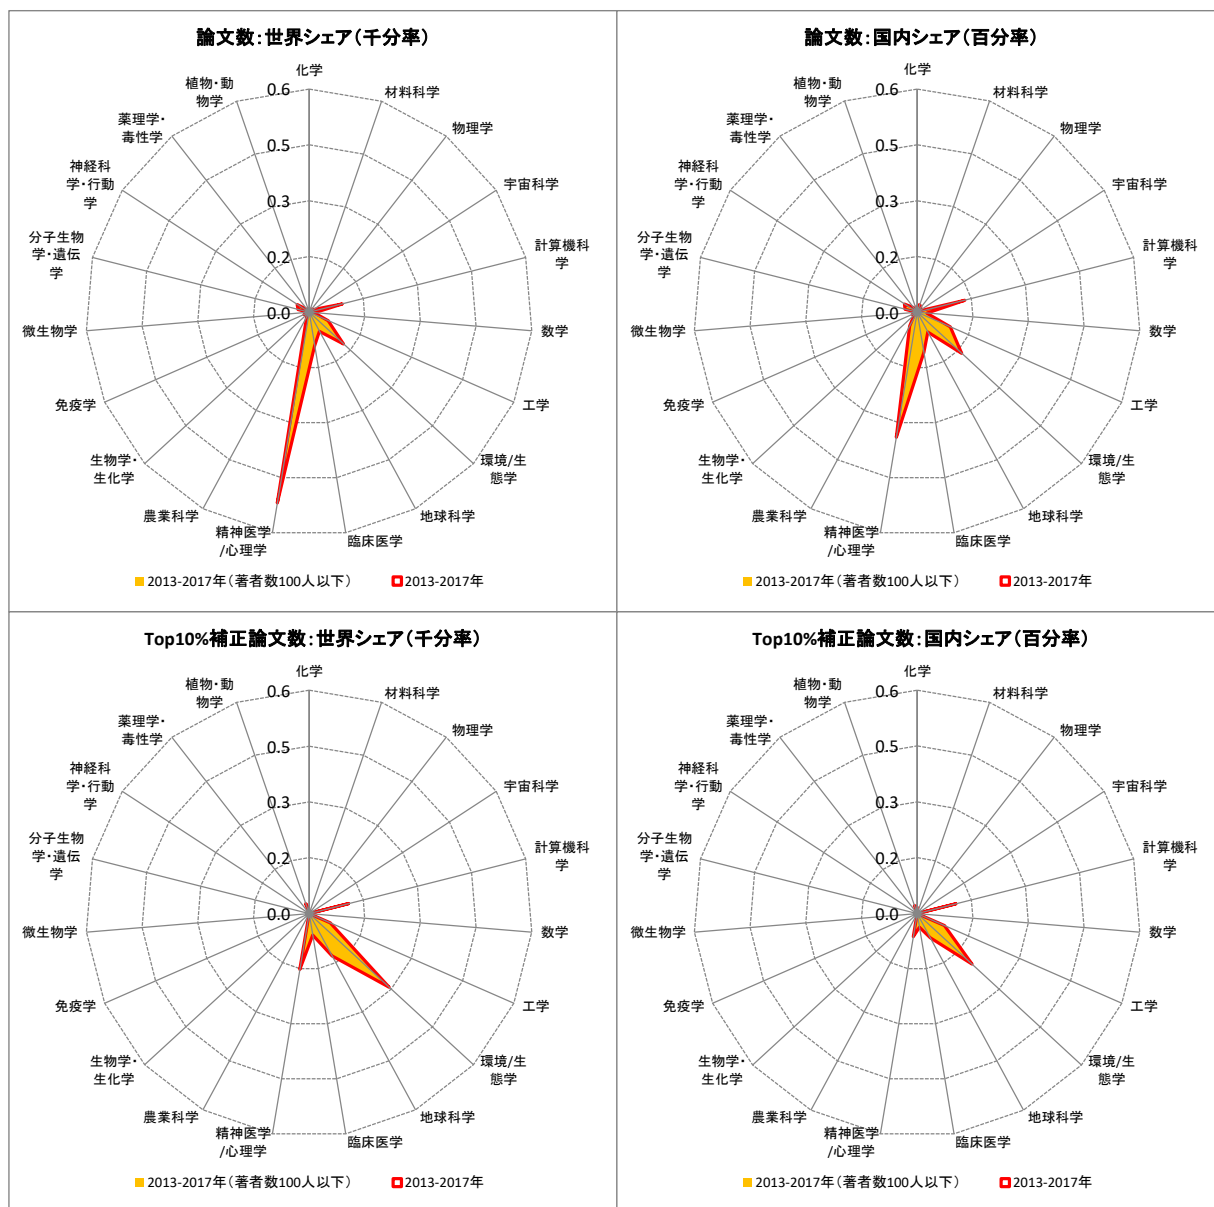 論文数：世界シェア（千分率）
化学
材料科学
物理学
宇宙科学
計算機科
学
数学
工学
環境/生
態学
地球科学
臨床医学
精神医学
/心理学
農業科学
生物学・
生化学
免疫学
微生物学
分子生物
学・遺伝
学
神経科
学・行動
学
薬理学・
毒性学
植物・動
物学
0.6
0.5
0.3
0.2
0.0
2013-2017年（著者数100人以下）
2013-2017年
論文数：国内シェア（百分率）
化学
材料科学
物理学
宇宙科学
計算機科
学
数学
工学
環境/生
態学
地球科学
臨床医学
精神医学
/心理学
農業科学
生物学・
生化学
免疫学
微生物学
分子生物
学・遺伝
学
神経科
学・行動
学
薬理学・
毒性学
植物・動
物学
0.6
0.5
0.3
0.2
0.0
2013-2017年（著者数100人以下）
2013-2017年
Top10%補正論文数：世界シェア（千分率）
化学
材料科学
物理学
宇宙科学
計算機科
学
数学
工学
環境/生
態学
地球科学
臨床医学
精神医学
/心理学
農業科学
生物学・
生化学
免疫学
微生物学
分子生物
学・遺伝
学
神経科
学・行動
学
薬理学・
毒性学
植物・動
物学
0.6
0.5
0.3
0.2
0.0
2013-2017年（著者数100人以下）
2013-2017年
Top10%補正論文数：国内シェア（百分率）
化学
材料科学
物理学
宇宙科学
計算機科
学
数学
工学
環境/生
態学
地球科学
臨床医学
精神医学
/心理学
農業科学
生物学・
生化学
免疫学
微生物学
分子生物
学・遺伝
学
神経科
学・行動
学
薬理学・
毒性学
植物・動
物学
0.6
0.5
0.3
0.2
0.0
2013-2017年（著者数100人以下）
2013-2017年